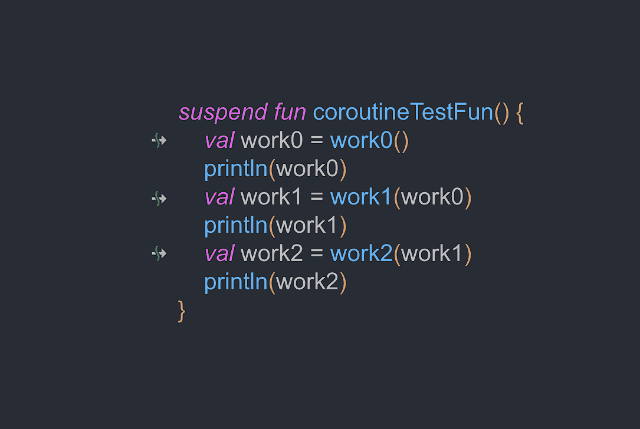 suspend fun coroutineTestFun() {
val work0 = work0()
println(work0)
val work1 = work1(work0)
println(work1)
val work2 = work2(work1)
println(work2)
}